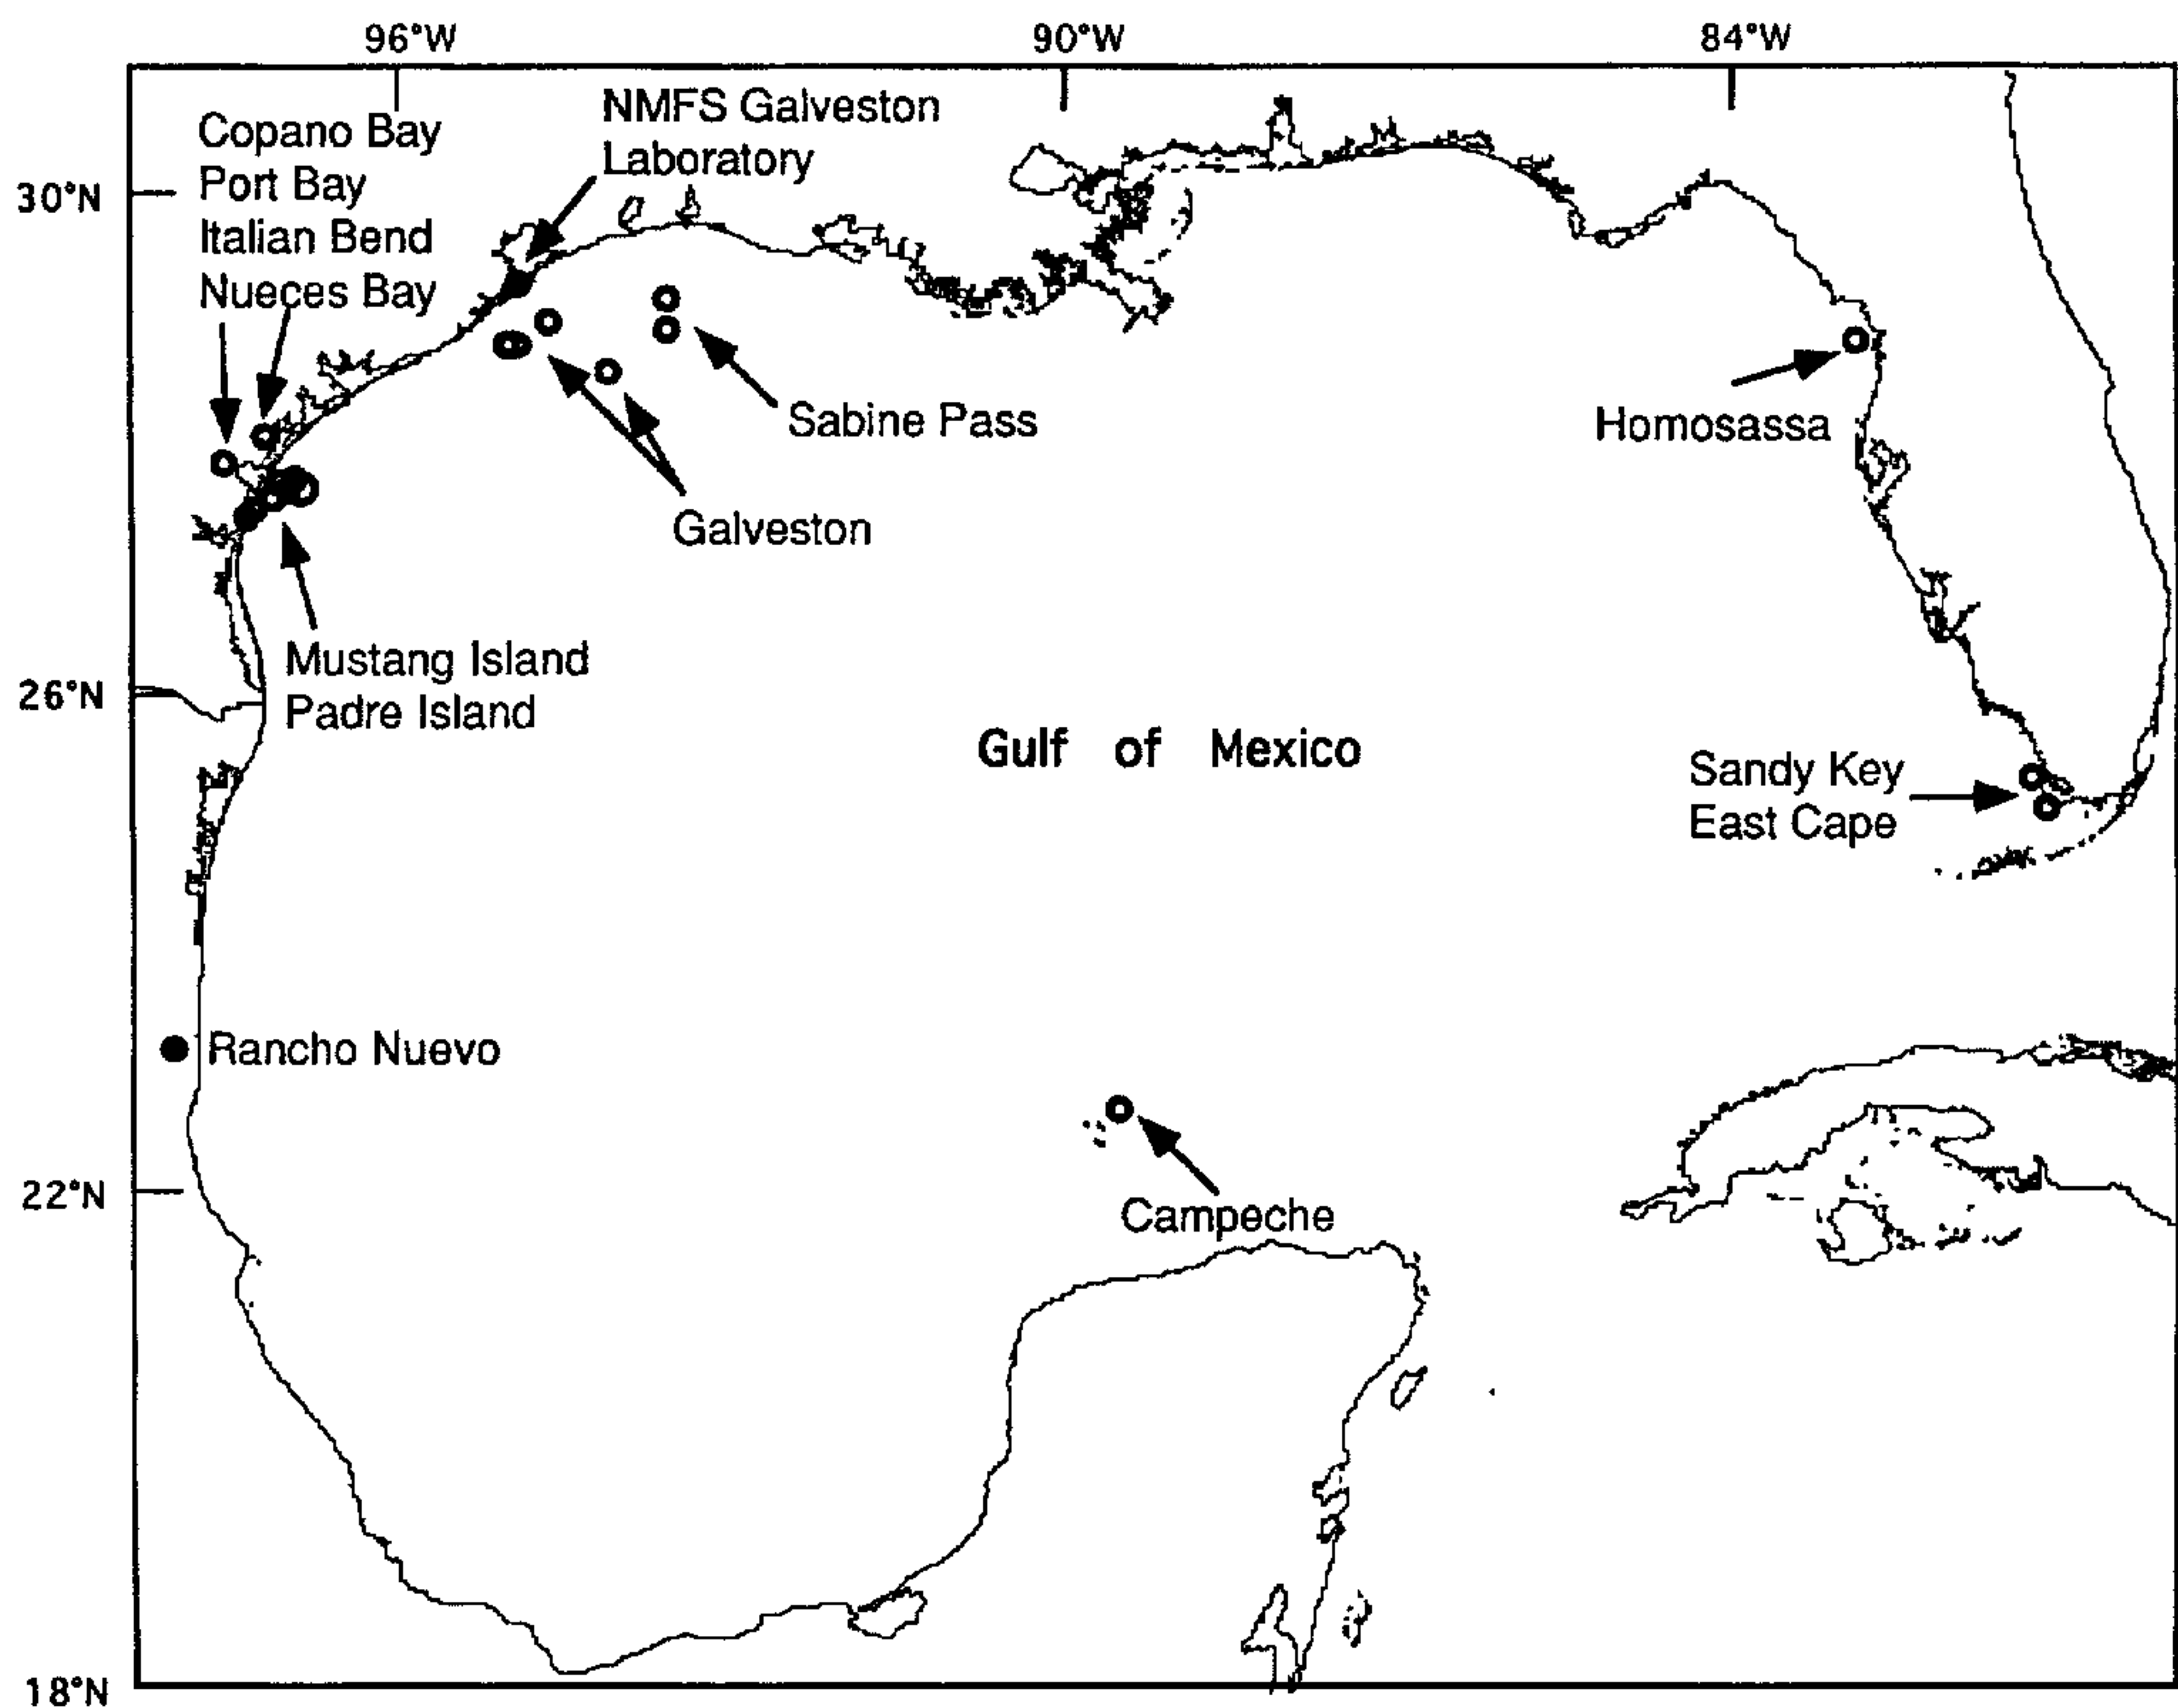 96°W
90°W
84°W
30°N
26°N
22°N
18°N
Copano Bay
Port Bay
Italian Bend
Nueces Bay
NMFS Galveston
Laboratory
Sabine Pass
Galveston
Homosassa
Mustang Island
Padre Island
Gulf of Mexico
Sandy Key
East Cape
Rancho Nuevo
Campeche